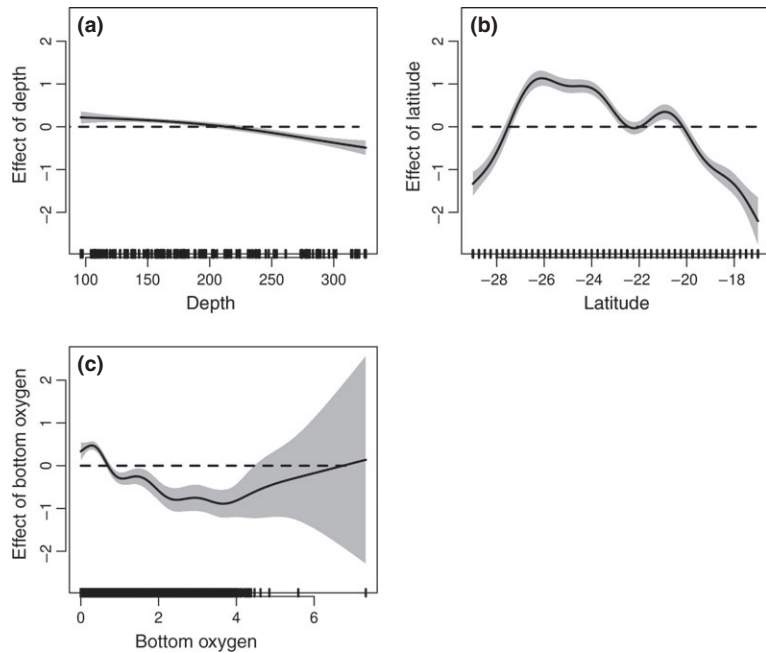 (a)
Effect of depth
2
1
0
−1
−2
100 150 200 250 300
Depth
(b)
Effect of latitude
2
1
0
−1
−2
−28 −26 −24 −22 −20 −18
Latitude
(c)
Effect of bottom oxygen
2
1
0
−1
−2
0 2 4 6
Bottom oxygen